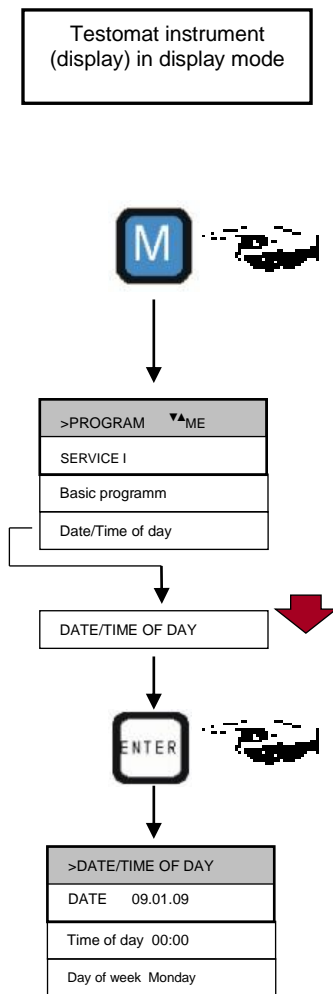 Testomat instrument
(display) in display mode
M
>PROGRAM ▼▲ME
SERVICE I
Basic programm
Date/Time of day
DATE/TIME OF DAY
ENTER
>DATE/TIME OF DAY
DATE 09.01.09
Time of day 00:00
Day of week Monday